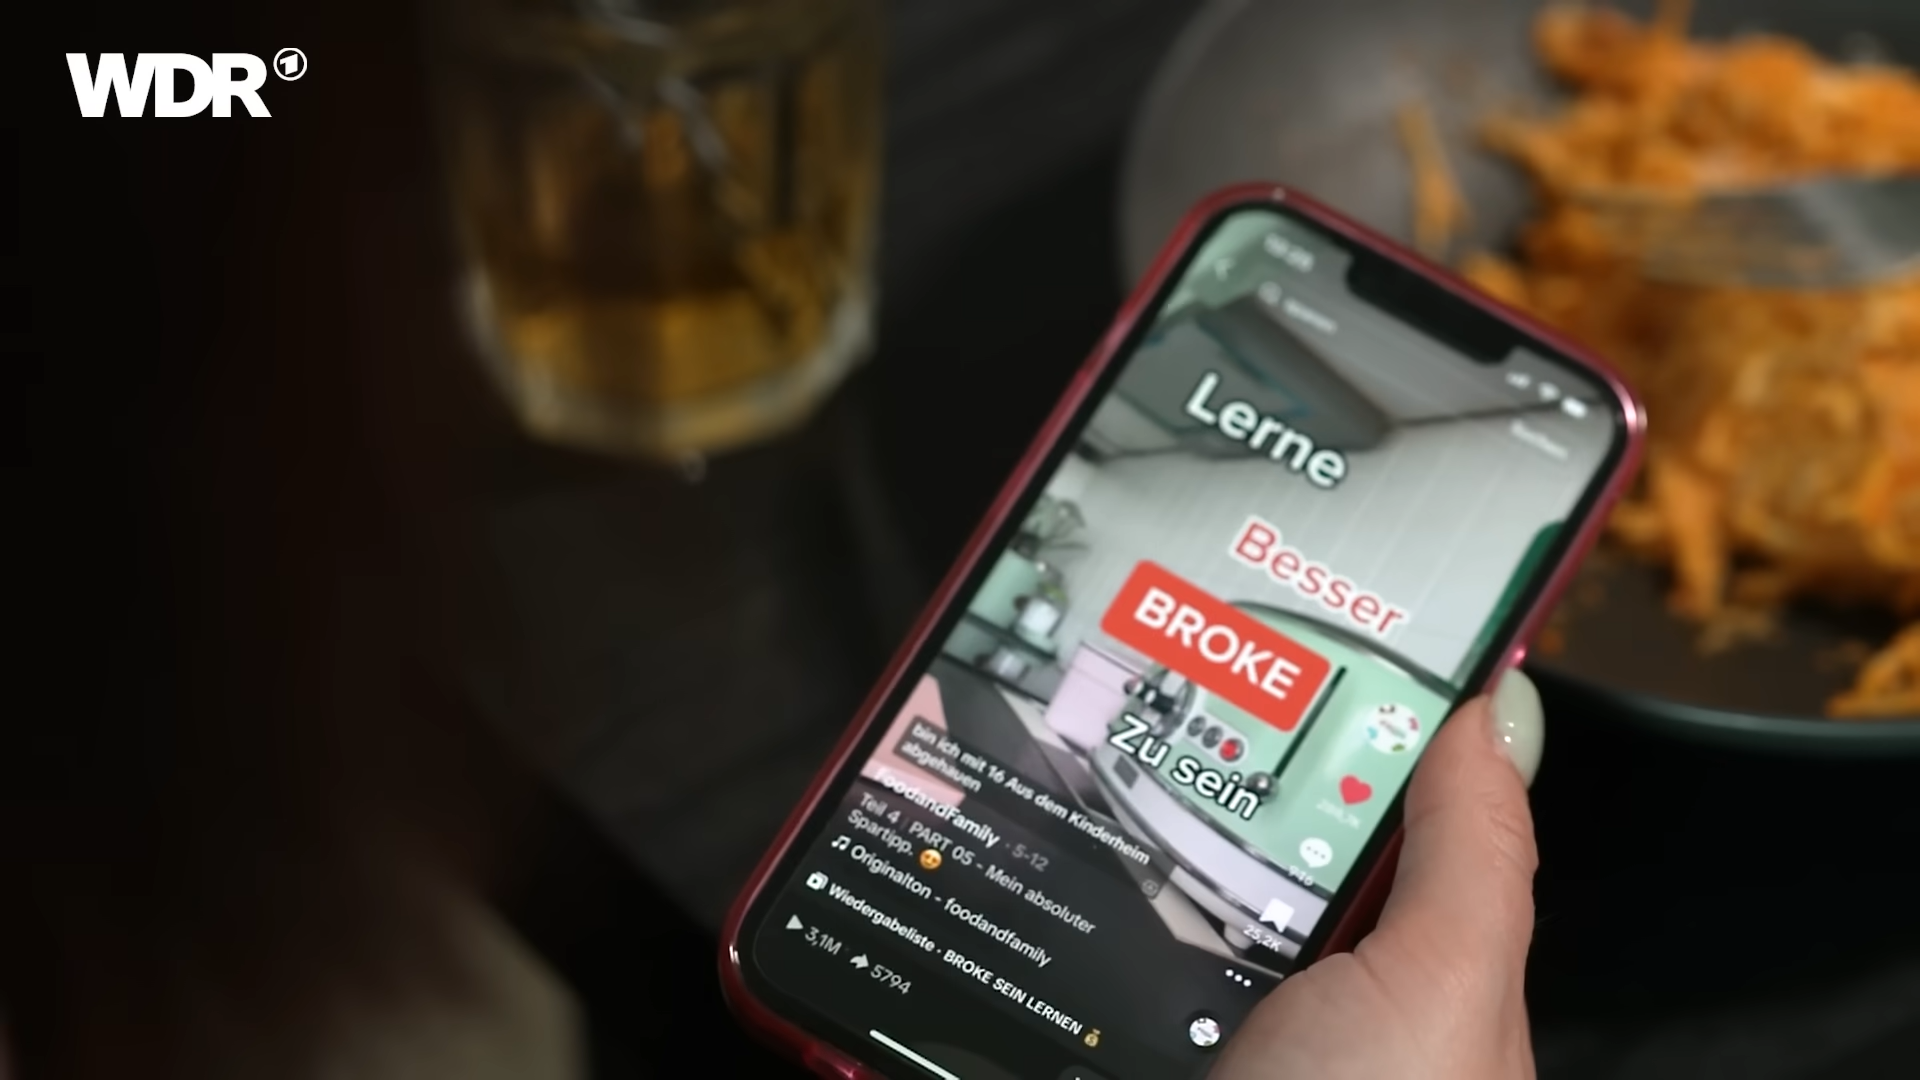 WDR
Lerne
Besser
BROKE
Zu sein
bin ich mit 16 Aus dem Kinderheim
abgehauen
foodandFamily · 5-12
Teil 4 | PART 05 - Mein absoluter
Spartipp. 🤩
Originalton - foodandfamily
Wiedergabeliste · BROKE SEIN LERNEN 💰
3,1M 5794
946
25,2K